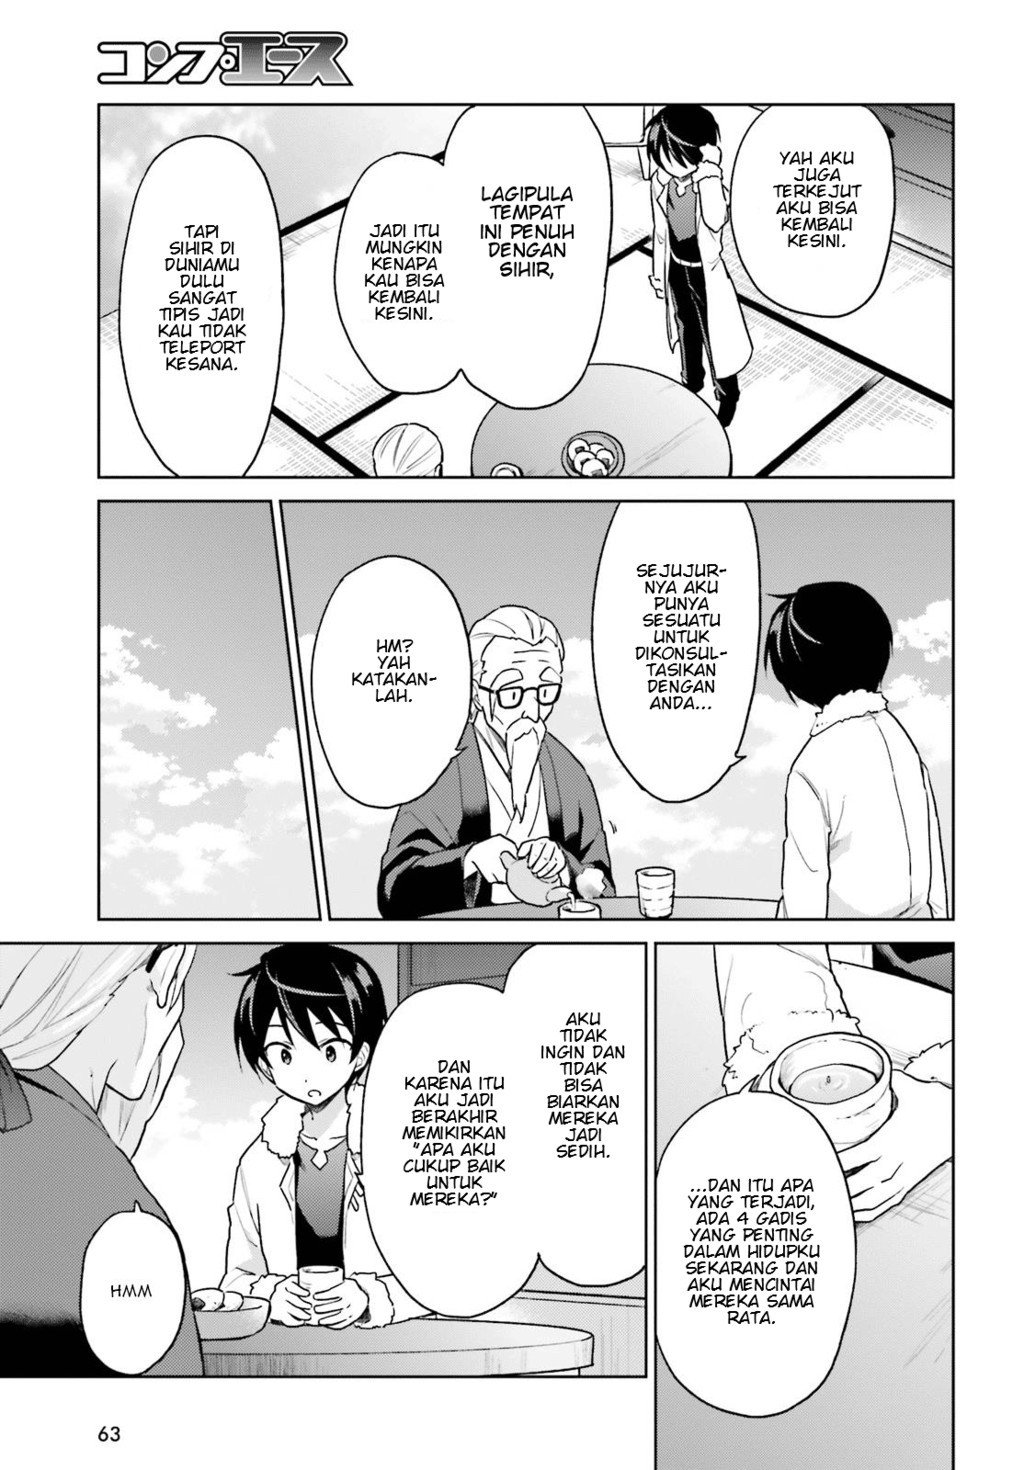 コンプエース
YAH AKU
JUGA
TERKEJUT
AKU BISA
KEMBALI
KESINI.
LAGIPULA
TEMPAT
INI PENUH
DENGAN
SIHIR,
JADI ITU
MUNGKIN
KENAPA
KAU BISA
KEMBALI
KESINI.
TAPI
SIHIR DI
DUNIAMU
DULU
SANGAT
TIPIS JADI
KAU TIDAK
TELEPORT
KESANA.
SEJUJUR-
NYA AKU
PUNYA
SESUATU
UNTUK
DIKONSUL-
TASIKAN
DENGAN
ANDA...
HM?
YAH
KATAKAN-
LAH.
...DAN ITU APA
YANG TERJADI,
ADA 4 GADIS
YANG PENTING
DALAM HIDUPKU
SEKARANG DAN
AKU MENCINTAI
MEREKA SAMA
RATA.
AKU
TIDAK
INGIN DAN
TIDAK
BISA
BIARKAN
MEREKA
JADI
SEDIH.
DAN
KARENA ITU
AKU JADI
BERAKHIR
MEMIKIRKAN
"APA AKU
CUKUP BAIK
UNTUK
MEREKA?"
HMM
63